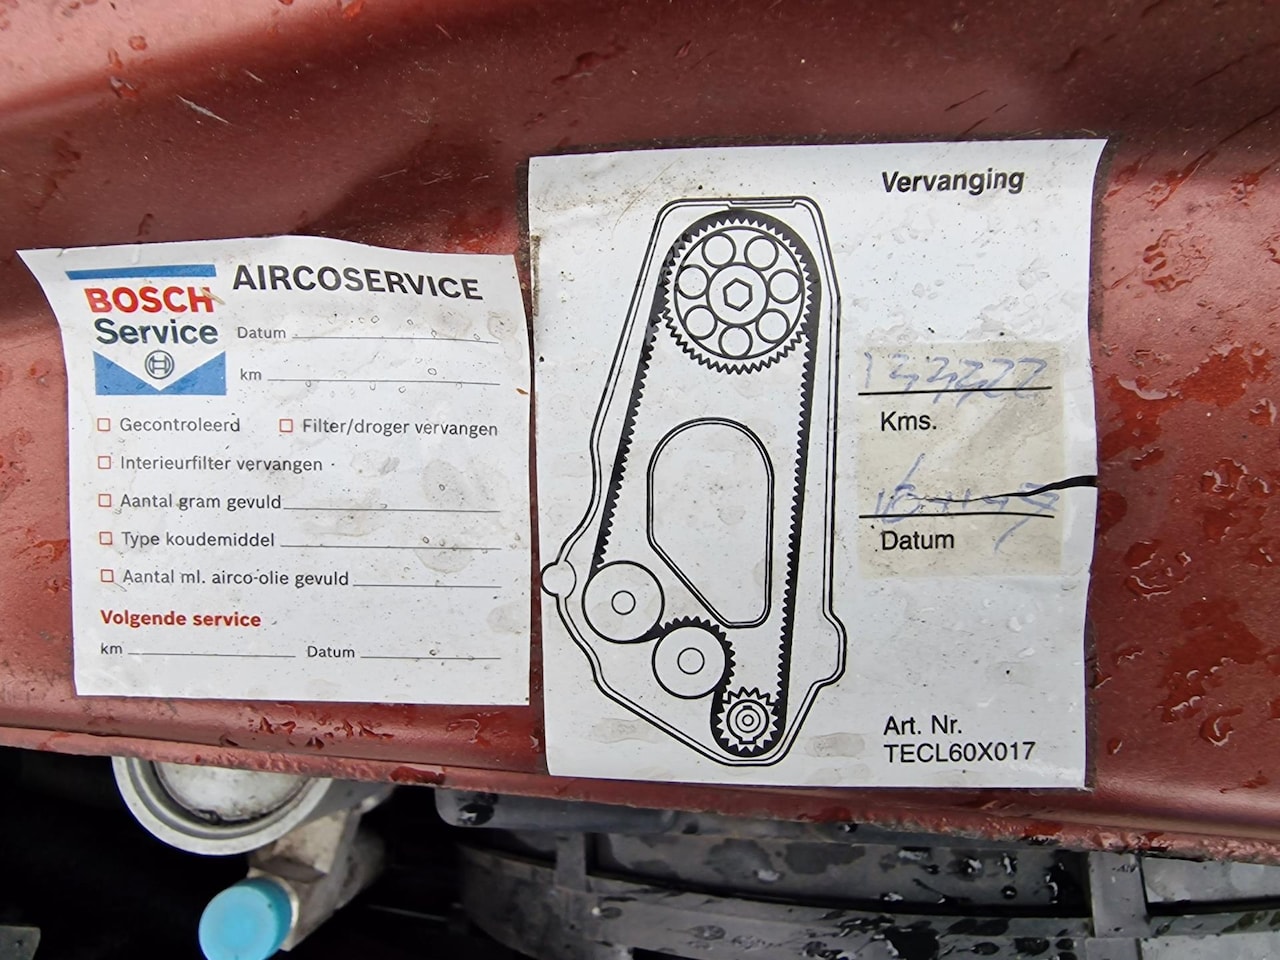 BOSCH
Service
AIRCOSERVICE
Datum
km
Gecontroleerd
Filter/droger vervangen
Interieurfilter vervangen
Aantal gram gevuld
Type koudemiddel
Aantal ml. airco-olie gevuld
Volgende service
km Datum
Vervanging
Kms.
Datum
Art. Nr.
TECL60X017